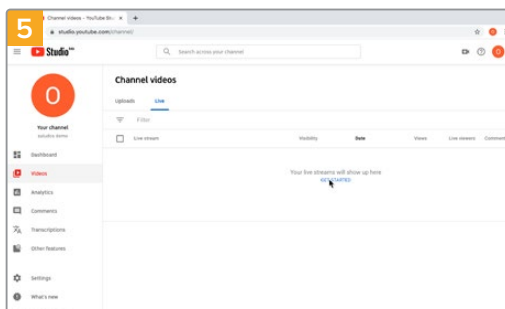 5
Channel videos - YouTube Stu
studio.youtube.com/channel/
Studio
Search across your channel
O
O
Your channel
Channel videos
Uploads
Live
Filter
Live stream
Visibility
Date
Views
Live viewers
Comment
Your live streams will show up here
GET STARTED
Dashboard
Videos
Analytics
Comments
Transcriptions
Other features
Settings
What's new